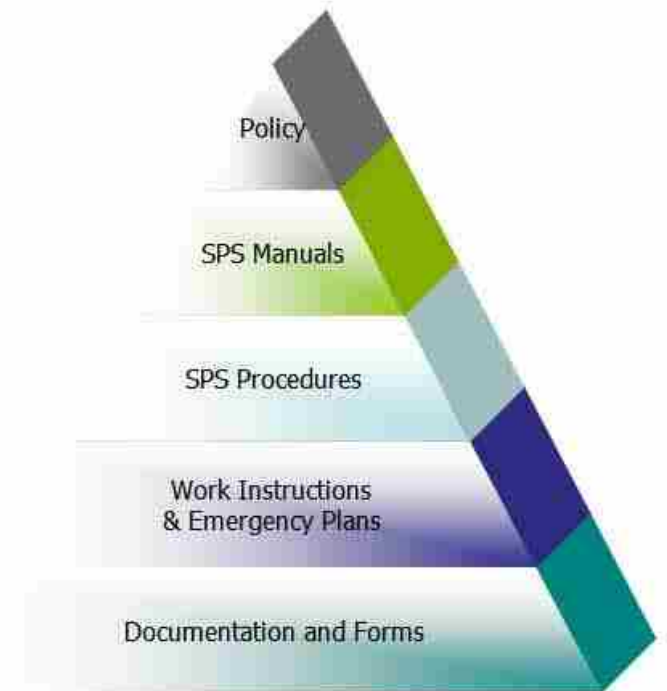 Policy
SPS Manuals
SPS Procedures
Work Instructions
& Emergency Plans
Documentation and Forms